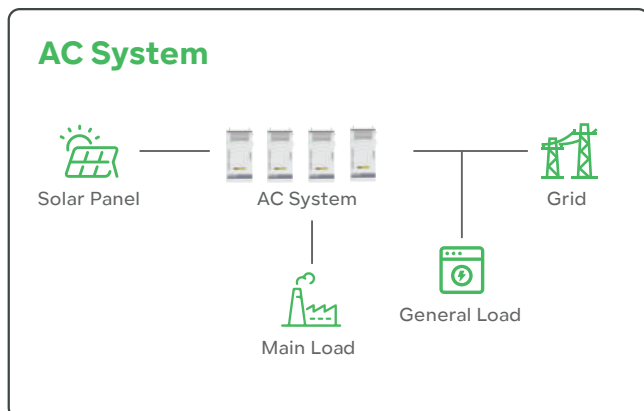 AC System
Solar Panel
AC System
Grid
General Load
Main Load